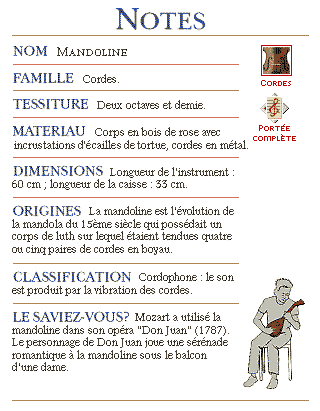 NOTES
NOM MANDOLINE
FAMILLE Cordes.
CORDES
TESSITURE Deux octaves et demie.
PORTÉE
COMPLÈTE
MATERIAU Corps en bois de rose avec
incrustations d'écailles de tortue, cordes en métal.
DIMENSIONS Longueur de l'instrument :
60 cm ; longueur de la caisse : 33 cm.
ORIGINES La mandoline est l'évolution de
la mandola du 15ème siècle qui possédait un
corps de luth sur lequel étaient tendues quatre
ou cinq paires de cordes en boyau.
CLASSIFICATION Cordophone : le son
est produit par la vibration des cordes.
LE SAVIEZ-VOUS? Mozart a utilisé la
mandoline dans son opéra "Don Juan" (1787).
Le personnage de Don Juan joue une sérénade
romantique à la mandoline sous le balcon
d'une dame.